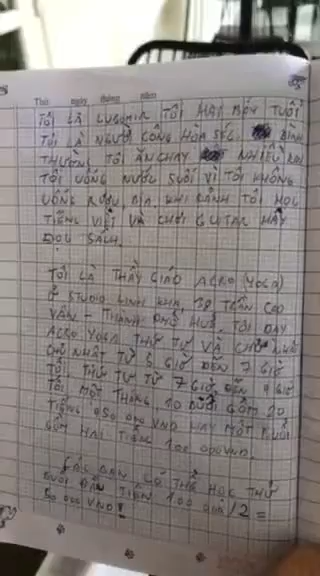 Thứ ngày tháng năm
TÔI LÀ LUBOMIR TÔI HAI BỐN TUỔI
TÔI LÀ NGƯỜI CỘNG HÒA SÉC. BÌNH
THƯỜNG TÔI ĂN CHAY NHIỀU
TÔI UỐNG NƯỚC SUỐI VÌ TÔI KHÔNG
UỐNG RƯỢU BIA. KHI RẢNH TÔI HỌC
TIẾNG VIỆT VÀ CHƠI GUITAR HAY
ĐỌC SÁCH.
TÔI LÀ THẦY GIÁO ACRO (YOGA)
Ở STUDIO LINH KHA, 30 TRẦN CAO
VÂN - THÀNH PHỐ HUẾ. TÔI DẠY
ACRO YOGA THỨ TƯ VÀ CHỦ NHẬT
CHỦ NHẬT TỪ 5 GIỜ ĐẾN 7 GIỜ
TỐI, THỨ TƯ TỪ 7 GIỜ ĐẾN 9 GIỜ
TỐI MỘT THÁNG, 10 BUỔI GỒM 20
TIẾNG 950 000 VND HAY MỘT BUỔI
GỒM HAI TIẾNG 100 000 VND.
CÁC BẠN CÓ THỂ HỌC THỬ
BUỔI ĐẦU TIÊN 100 000 /2 =
50 000 VND!